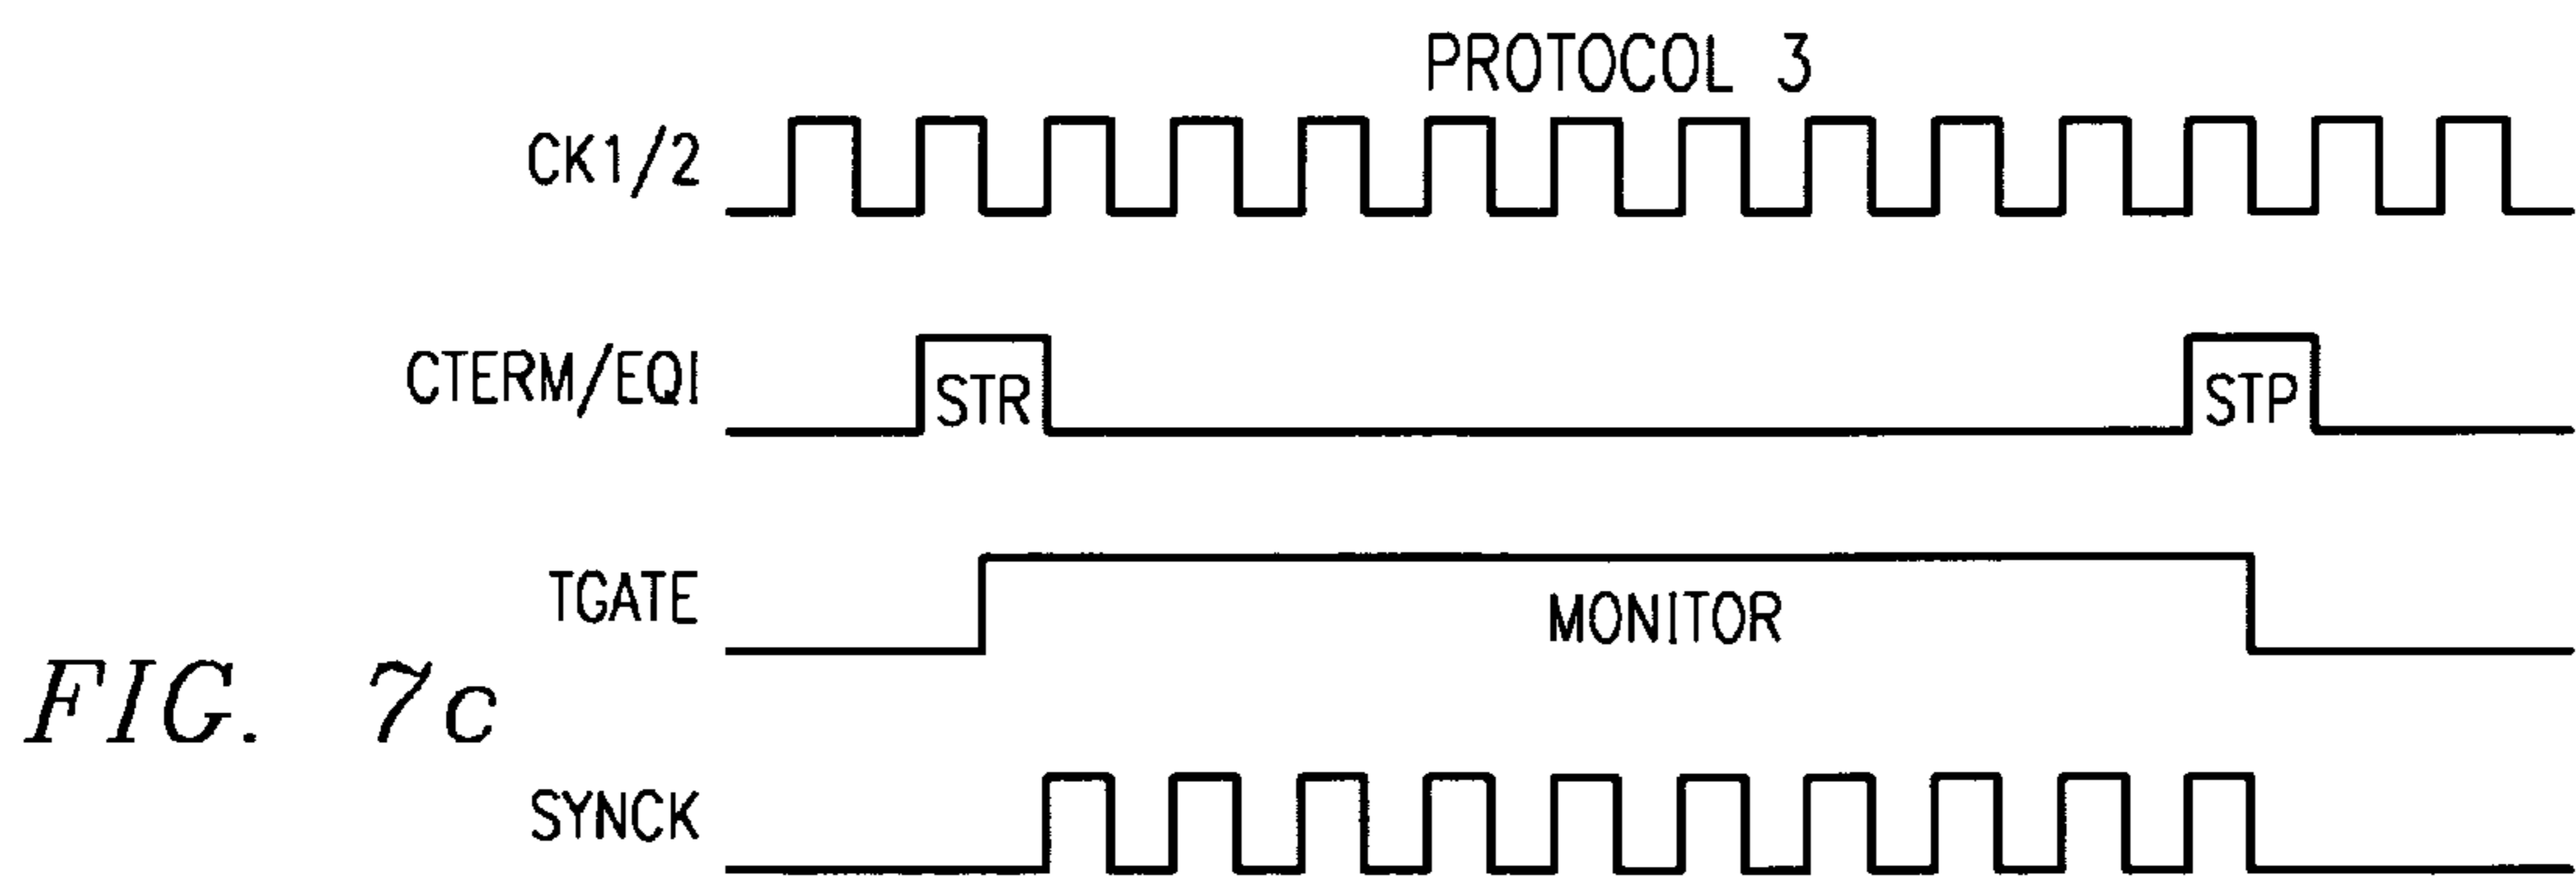 PROTOCOL 3
CK1/2
CTERM/EQI
STR
STP
TGATE
MONITOR
FIG. 7c
SYNCK